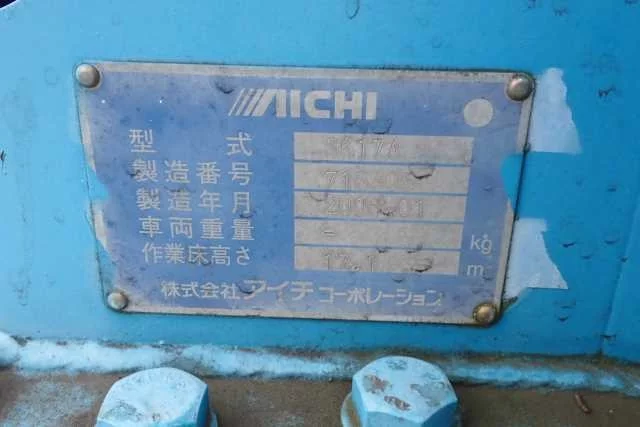 AICHI
型式 SK17A
製造番号
製造年月
車両重量 - kg
作業床高さ m
株式会社アイチコーポレーション